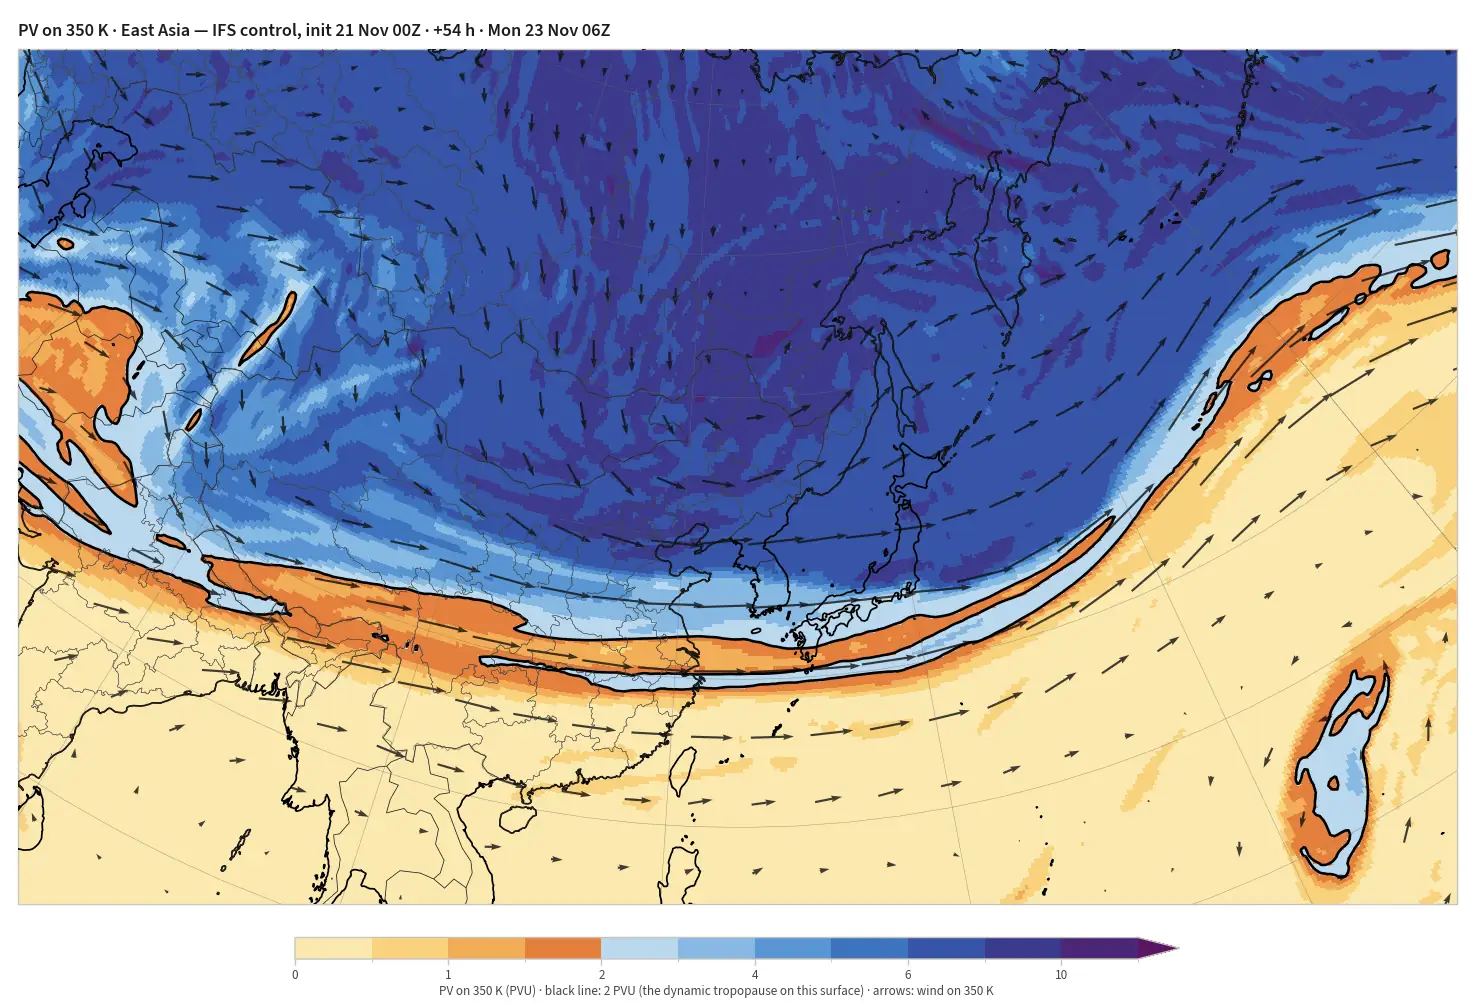 PV on 350 K · East Asia — IFS control, init 21 Nov 00Z · +54 h · Mon 23 Nov 06Z
0 1 2 4 6 10
PV on 350 K (PVU) · black line: 2 PVU (the dynamic tropopause on this surface) · arrows: wind on 350 K